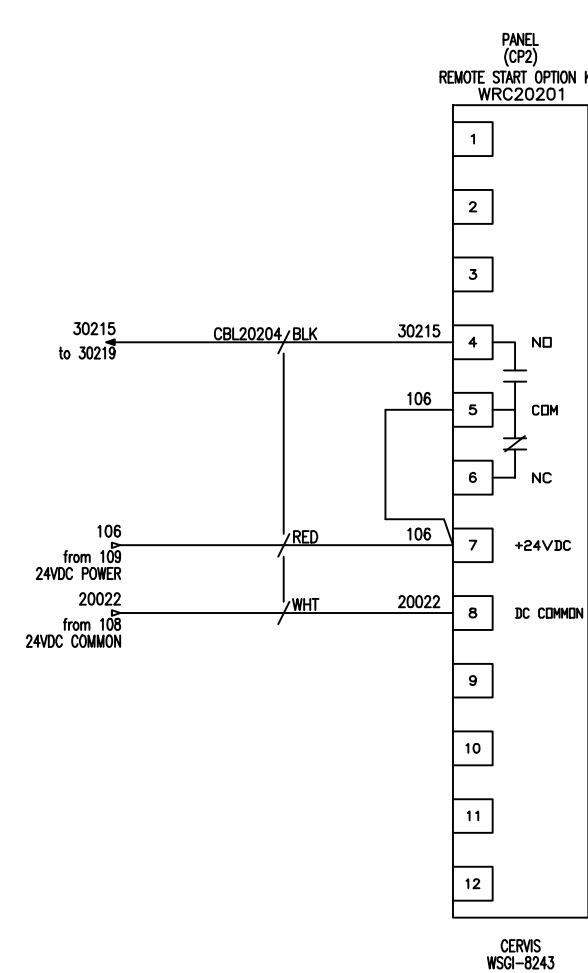 PANEL
(CP2)
REMOTE START OPTION K
WRC20201
1
2
3
30215
to 30219
CBL20204 BLK
30215
4
NO
106
5
COM
6
NC
106
from 109
24VDC POWER
RED
106
7
+24VDC
20022
from 108
24VDC COMMON
WHT
20022
8
DC COMMON
9
10
11
12
CERVIS
WSGI-8243